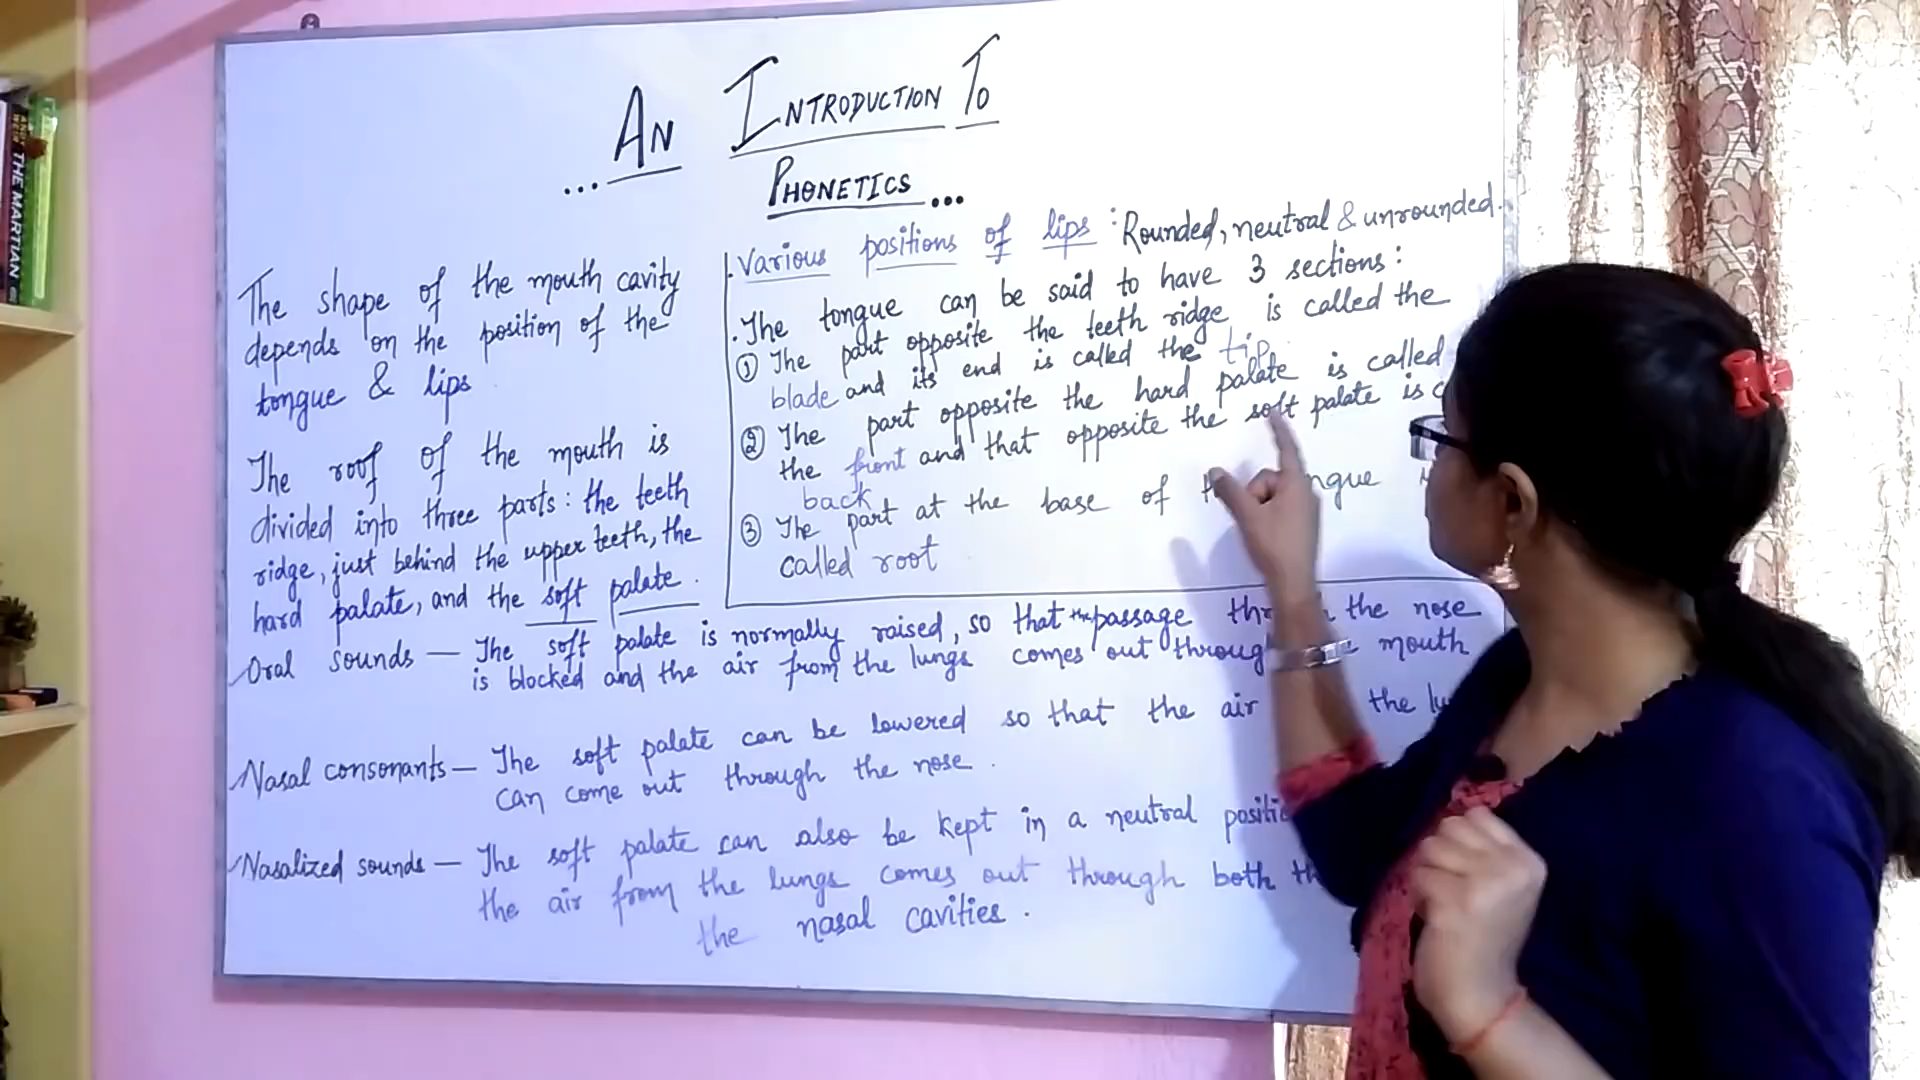 ... AN INTRODUCTION TO
PHONETICS ...
The shape of the mouth cavity
depends on the position of the
tongue & lips
The roof of the mouth is
divided into three parts: the teeth
ridge, just behind the upper teeth, the
hard palate, and the soft palate.
. Various positions of lips : Rounded, neutral & unrounded.
. The tongue can be said to have 3 sections:
① The part opposite the teeth ridge is called the
blade and its end is called the tip.
② The part opposite the hard palate is called
the front and that opposite the soft palate is
back
③ The part at the base of tongue
called root
Oral sounds — The soft palate is normally raised, so that the passage the nose
is blocked and the air from the lungs comes out through mouth
Nasal consonants — The soft palate can be lowered so that the air the
can come out through the nose.
Nasalized sounds — The soft palate can also be kept in a neutral
the air from the lungs comes out through both
the nasal cavities.
THE MARTIAN